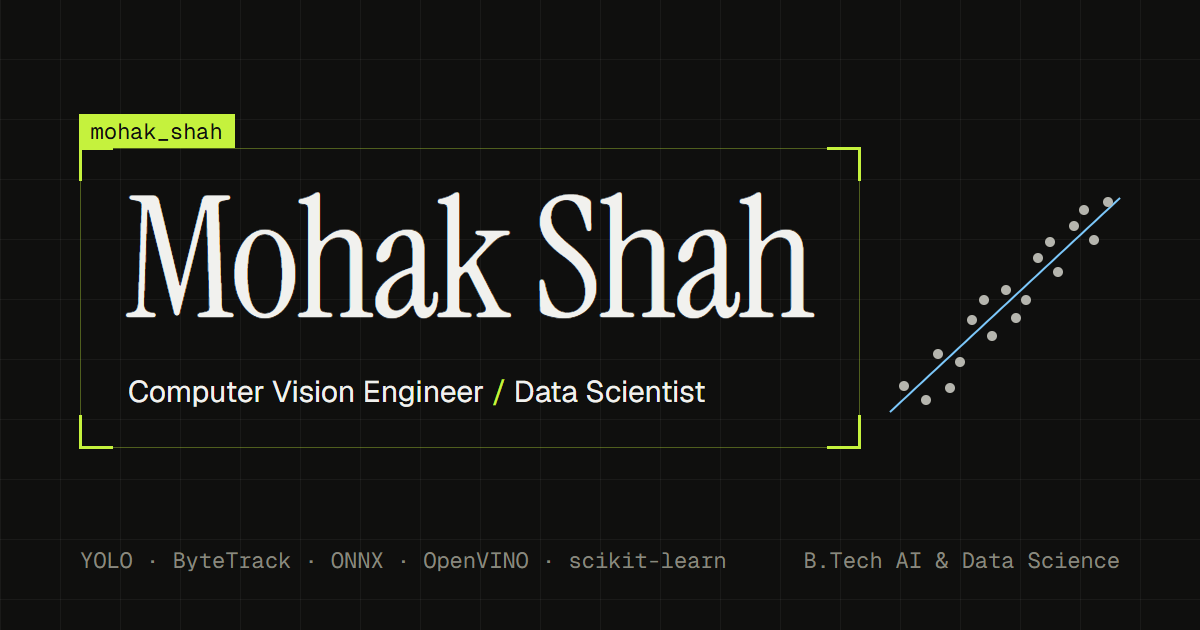 mohak_shah
Mohak Shah
Computer Vision Engineer / Data Scientist
YOLO · ByteTrack · ONNX · OpenVINO · scikit-learn
B.Tech AI & Data Science